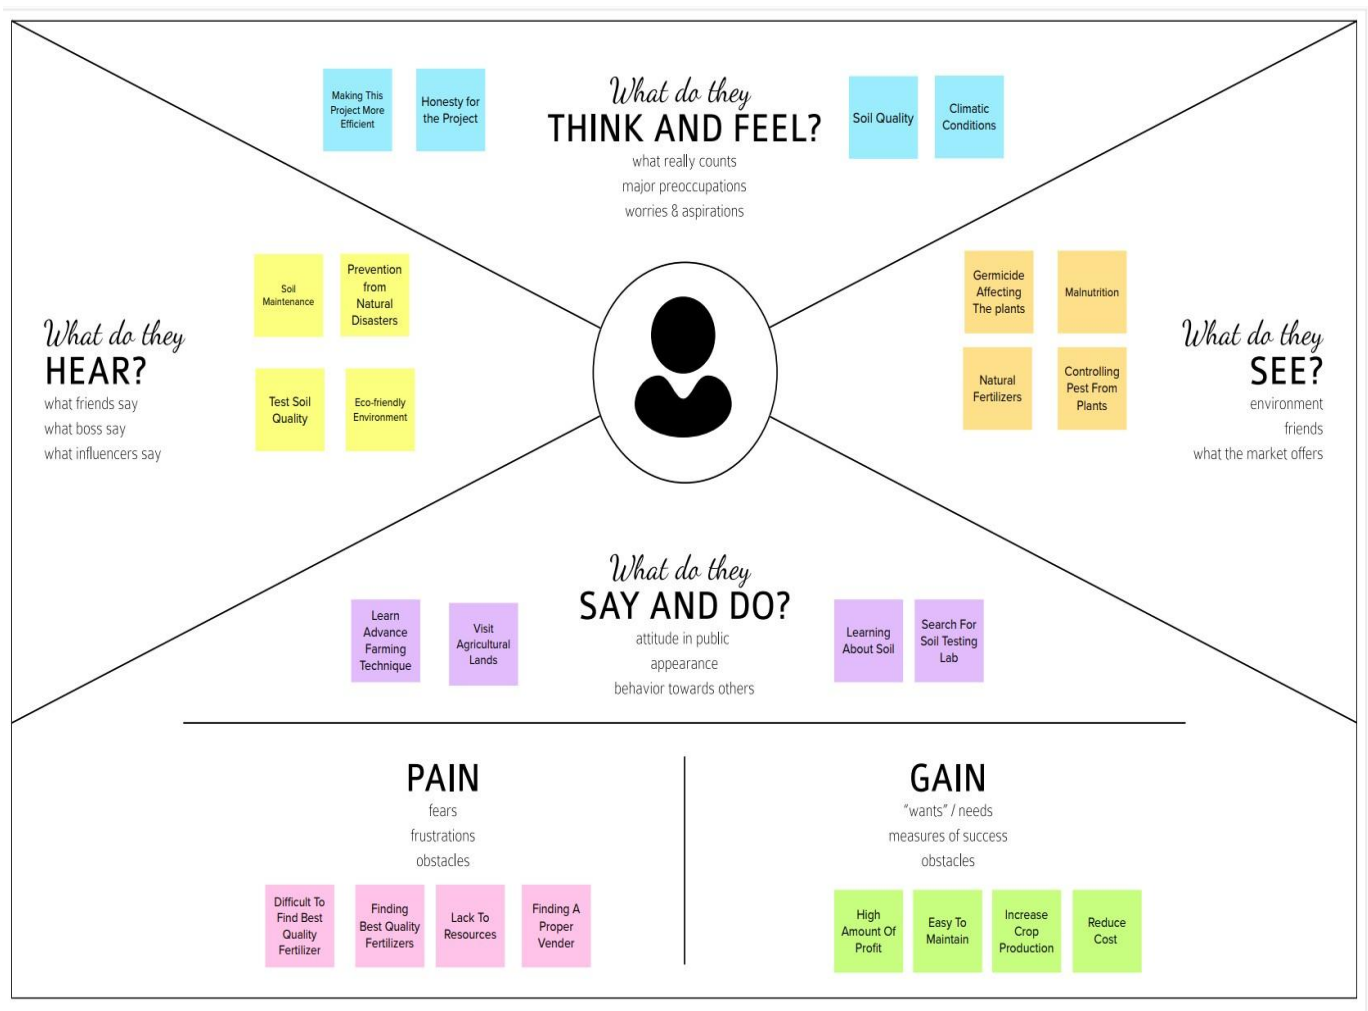 Making This
Project More
Efficient
Honesty for
the Project
What do they
THINK AND FEEL?
what really counts
major preoccupations
worries & aspirations
Soil Quality
Climatic
Conditions
What do they
HEAR?
what friends say
what boss say
what influencers say
Soil
Maintenance
Prevention
from
Natural
Disasters
Test Soil
Quality
Eco-friendly
Environment
Germicide
Affecting
The plants
Malnutrition
Natural
Fertilizers
Controlling
Pest From
Plants
What do they
SEE?
environment
friends
what the market offers
What do they
SAY AND DO?
attitude in public
appearance
behavior towards others
Learn
Advance
Farming
Technique
Visit
Agricultural
Lands
Learning
About Soil
Search For
Soil Testing
Lab
PAIN
fears
frustrations
obstacles
Difficult To
Find Best
Quality
Fertilizer
Finding
Best Quality
Fertilizers
Lack To
Resources
Finding A
Proper
Vender
GAIN
"wants" / needs
measures of success
obstacles
High
Amount Of
Profit
Easy To
Maintain
Increase
Crop
Production
Reduce
Cost